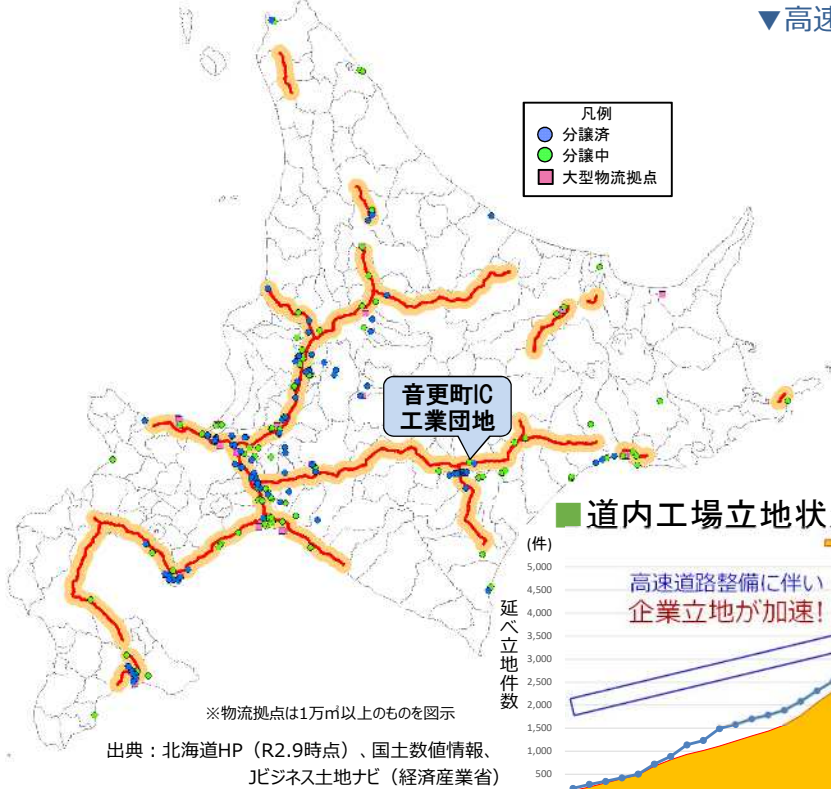 ▼高速
凡例
分譲済
分譲中
大型物流拠点
音更町IC
工業団地
■道内工場立地状
(件)
5,000
4,500
4,000
3,500
3,000
2,500
2,000
1,500
1,000
500
延べ立地件数
高速道路整備に伴い
企業立地が加速!
※物流拠点は1万㎡以上のものを図示
出典：北海道HP（R2.9時点）、国土数値情報、
Jビジネス土地ナビ（経済産業省）